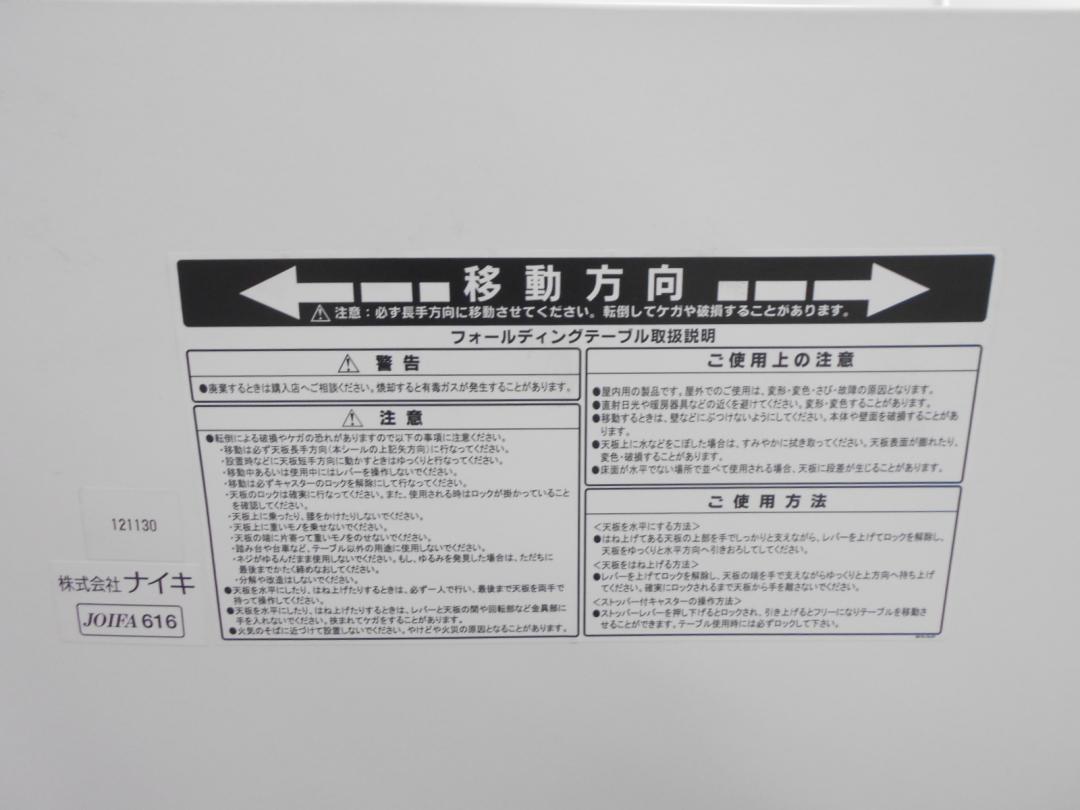 移動方向
注意：必ず長手方向に移動させてください。転倒してケガや破損することがあります。
フォールディングテーブル取扱説明
警告
●廃棄するときは購入店へご相談ください。焼却すると有毒ガスが発生することがあります。
注意
●転倒による破損やケガの恐れがありますので以下の事項に注意ください。
・移動は必ず天板長手方向(本シールの上記矢方向)に行なってください。
・設置時などに天板短手方向に動かすときはゆっくりと行なってください。
・移動中あるいは使用中にはレバーを操作しないでください。
・移動は必ずキャスターのロックを解除にして行なってください。
・天板のロックは確実に行なってください。また、使用される時はロックが掛かっていること
を確認してください。
・天板上に乗ったり、腰をかけたりしないでください。
・天板上に重いモノを乗せないでください。
・天板の端に片寄って重いモノをのせないでください。
・踏み台や台車など、テーブル以外の用途に使用しないでください。
・ネジがゆるんだまま使用しないでください。もし、ゆるみを発見した場合は、ただちに
最後までかたく締めなおしてください。
・分解や改造はしないでください。
●天板を水平にしたり、はね上げたりするときは、必ず一人で行い、最後まで天板を両手で
持って操作してください。
●天板を水平にしたり、はね上げたりするときは、レバーと天板の間や回転部など金属部に
手を入れないでください。挟まれてケガをすることがあります。
●火気のそばに近づけて設置しないでください。やけどや火災の原因となることがあります。
ご使用上の注意
●屋内用の製品です。屋外でのご使用は、変形・変色・さび・故障の原因となります。
●直射日光や暖房器具などの近くを避けてください。変形・変色することがあります。
●移動するときは、壁などにぶつけないようにしてください。本体や壁面を破損することがあ
ります。
●天板上に水などをこぼした場合は、すみやかに拭き取ってください。天板表面が膨れたり、
変色・破損することがあります。
●床面が水平でない場所で並べて使用される場合、天板に段差が生じることがあります。
ご使用方法
＜天板を水平にする方法＞
●はね上げてある天板の上部を手でしっかりと支えながら、レバーを上げてロックを解除し、
天板をゆっくりと水平方向へ引きおろしてしてください。
＜天板をはね上げる方法＞
●レバーを上げてロックを解除し、天板の端を手で支えながらゆっくりと上方向へ持ち上げ
てください。確実にロックされるまで天板から手を離さないでください。
＜ストッパー付キャスターの操作方法＞
●ストッパーレバーを押し下げるとロックされ、引き上げるとフリーになりテーブルを移動さ
せることができます。テーブル使用時には必ずロックして下さい。
121130
株式会社ナイキ
JOIFA 616